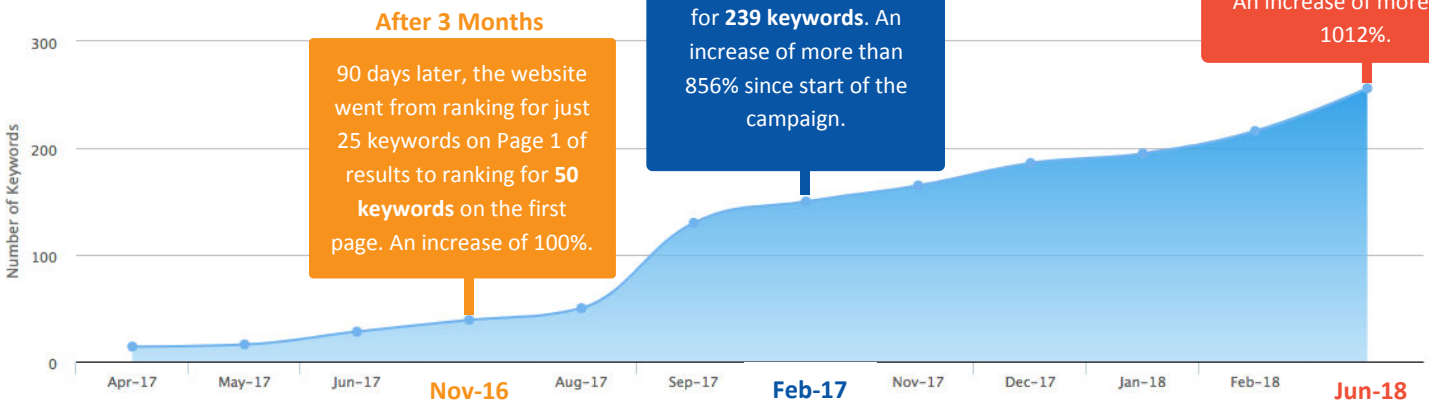 After 3 Months
90 days later, the website
went from ranking for just
25 keywords on Page 1 of
results to ranking for 50
keywords on the first
page. An increase of 100%.
for 239 keywords. An
increase of more than
856% since start of the
campaign.
An increase of more
1012%.
Number of Keywords
300
200
100
0
Apr-17
May-17
Jun-17
Nov-16
Aug-17
Sep-17
Feb-17
Nov-17
Dec-17
Jan-18
Feb-18
Jun-18